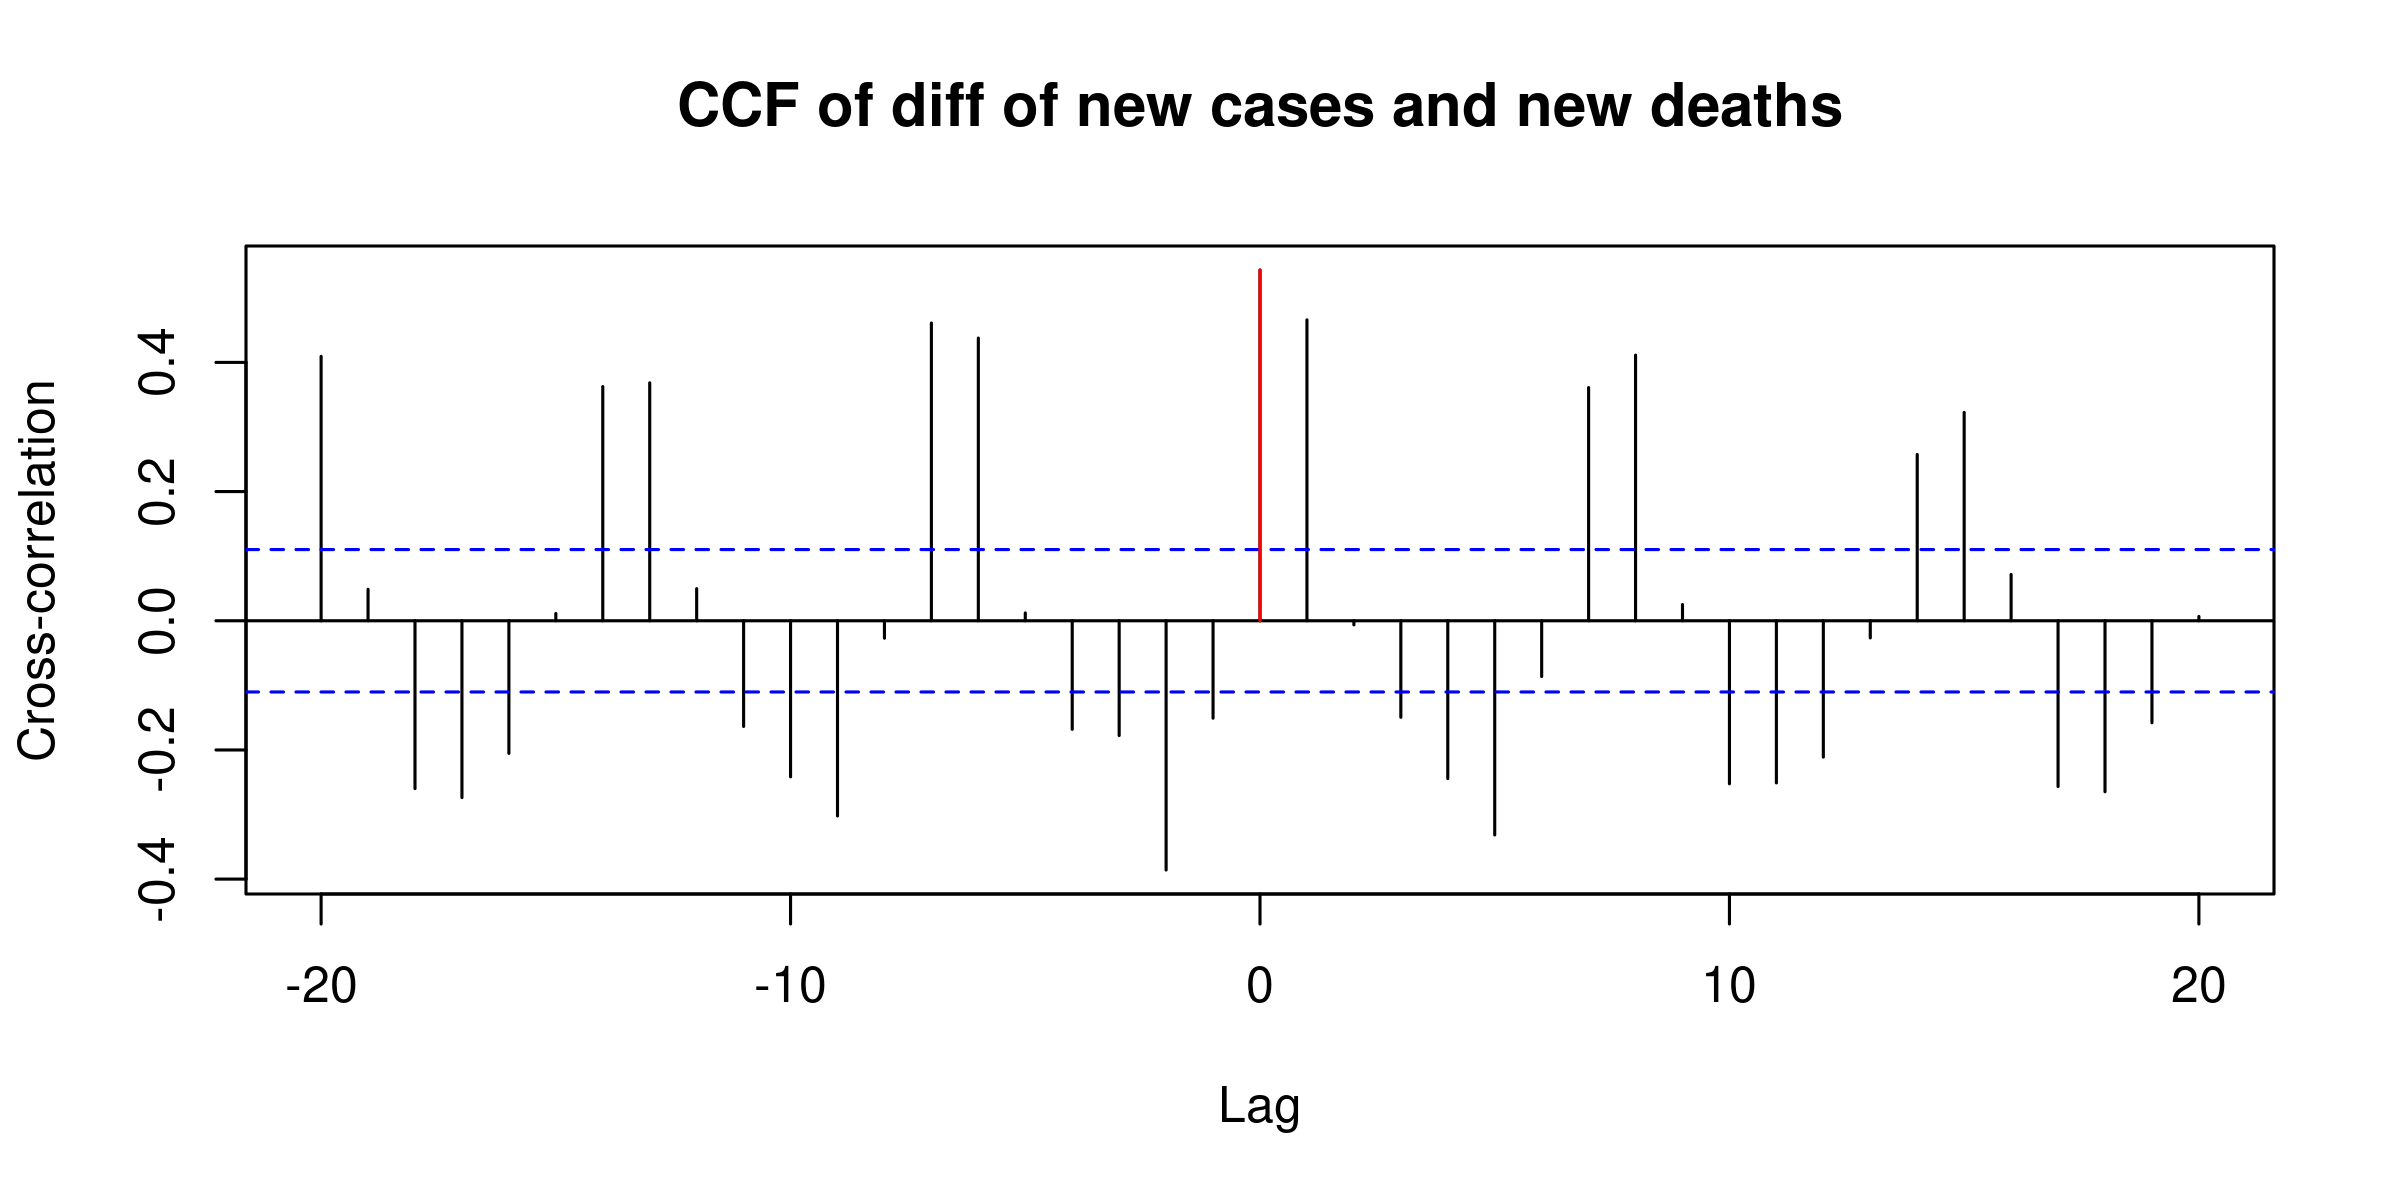 CCF of diff of new cases and new deaths
Cross-correlation
0.4
0.2
0.0
-0.2
-0.4
-20 -10 0 10 20
Lag